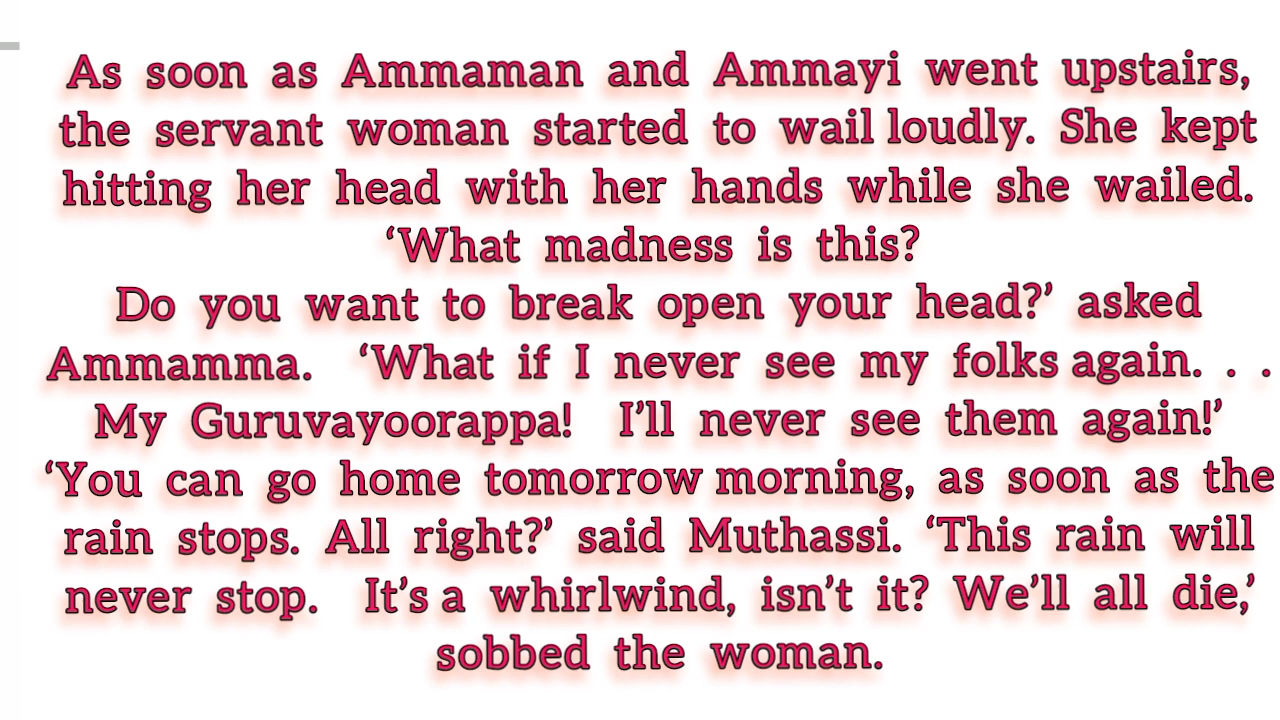 As soon as Ammaman and Ammayi went upstairs,
the servant woman started to wail loudly. She kept
hitting her head with her hands while she wailed.
‘What madness is this?
Do you want to break open your head?’ asked
Ammamma. ‘What if I never see my folks again. . .
My Guruvayoorappa! I’ll never see them again!’
‘You can go home tomorrow morning, as soon as the
rain stops. All right?’ said Muthassi. ‘This rain will
never stop. It’s a whirlwind, isn’t it? We’ll all die,’
sobbed the woman.